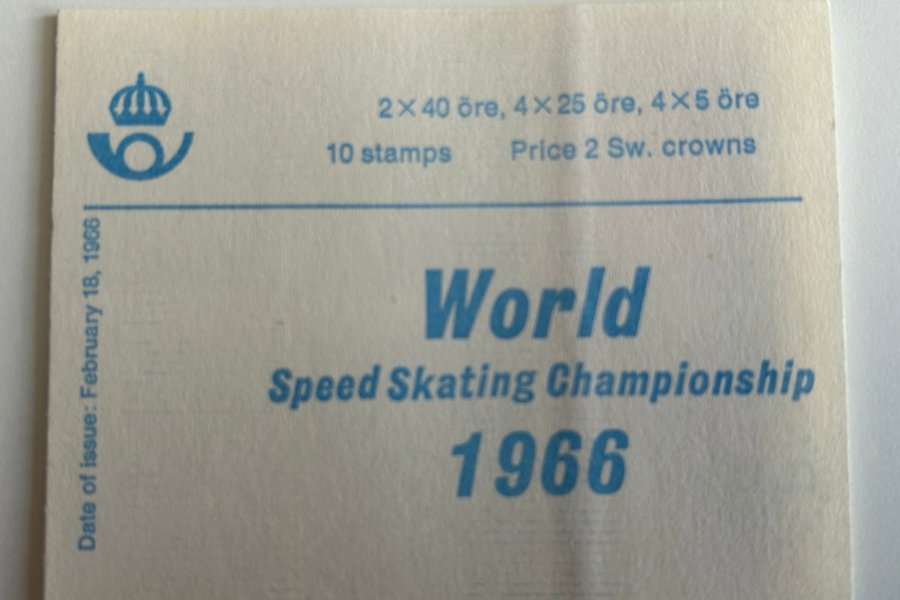 2×40 öre, 4×25 öre, 4×5 öre
10 stamps Price 2 Sw. crowns
Date of issue: February 18, 1966
World
Speed Skating Championship
1966